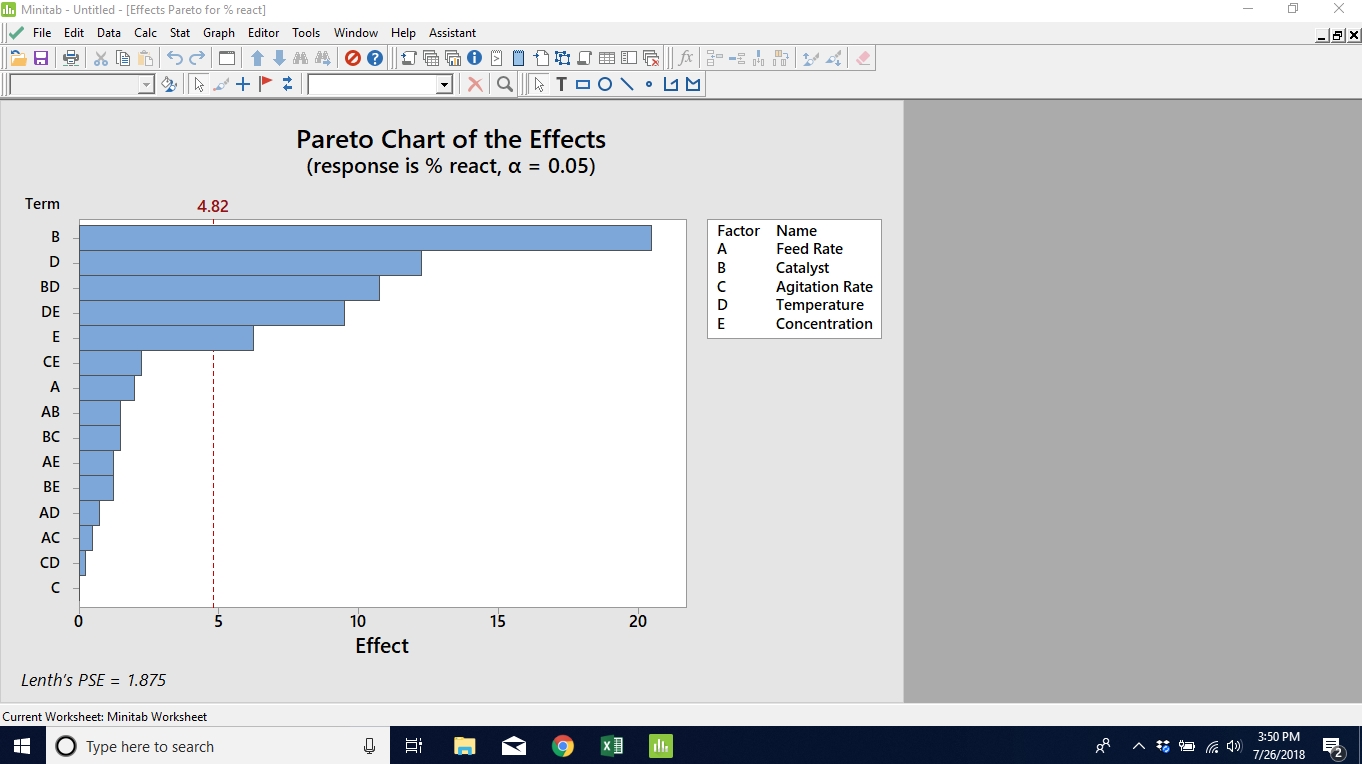 Minitab - Untitled - [Effects Pareto for % react]
File Edit Data Calc Stat Graph Editor Tools Window Help Assistant
Pareto Chart of the Effects
(response is % react, α = 0.05)
Term
4.82
B
D
BD
DE
E
CE
A
AB
BC
AE
BE
AD
AC
CD
C
0 5 10 15 20
Effect
Factor Name
A Feed Rate
B Catalyst
C Agitation Rate
D Temperature
E Concentration
Lenth's PSE = 1.875
Current Worksheet: Minitab Worksheet
Type here to search
3:50 PM
7/26/2018
2